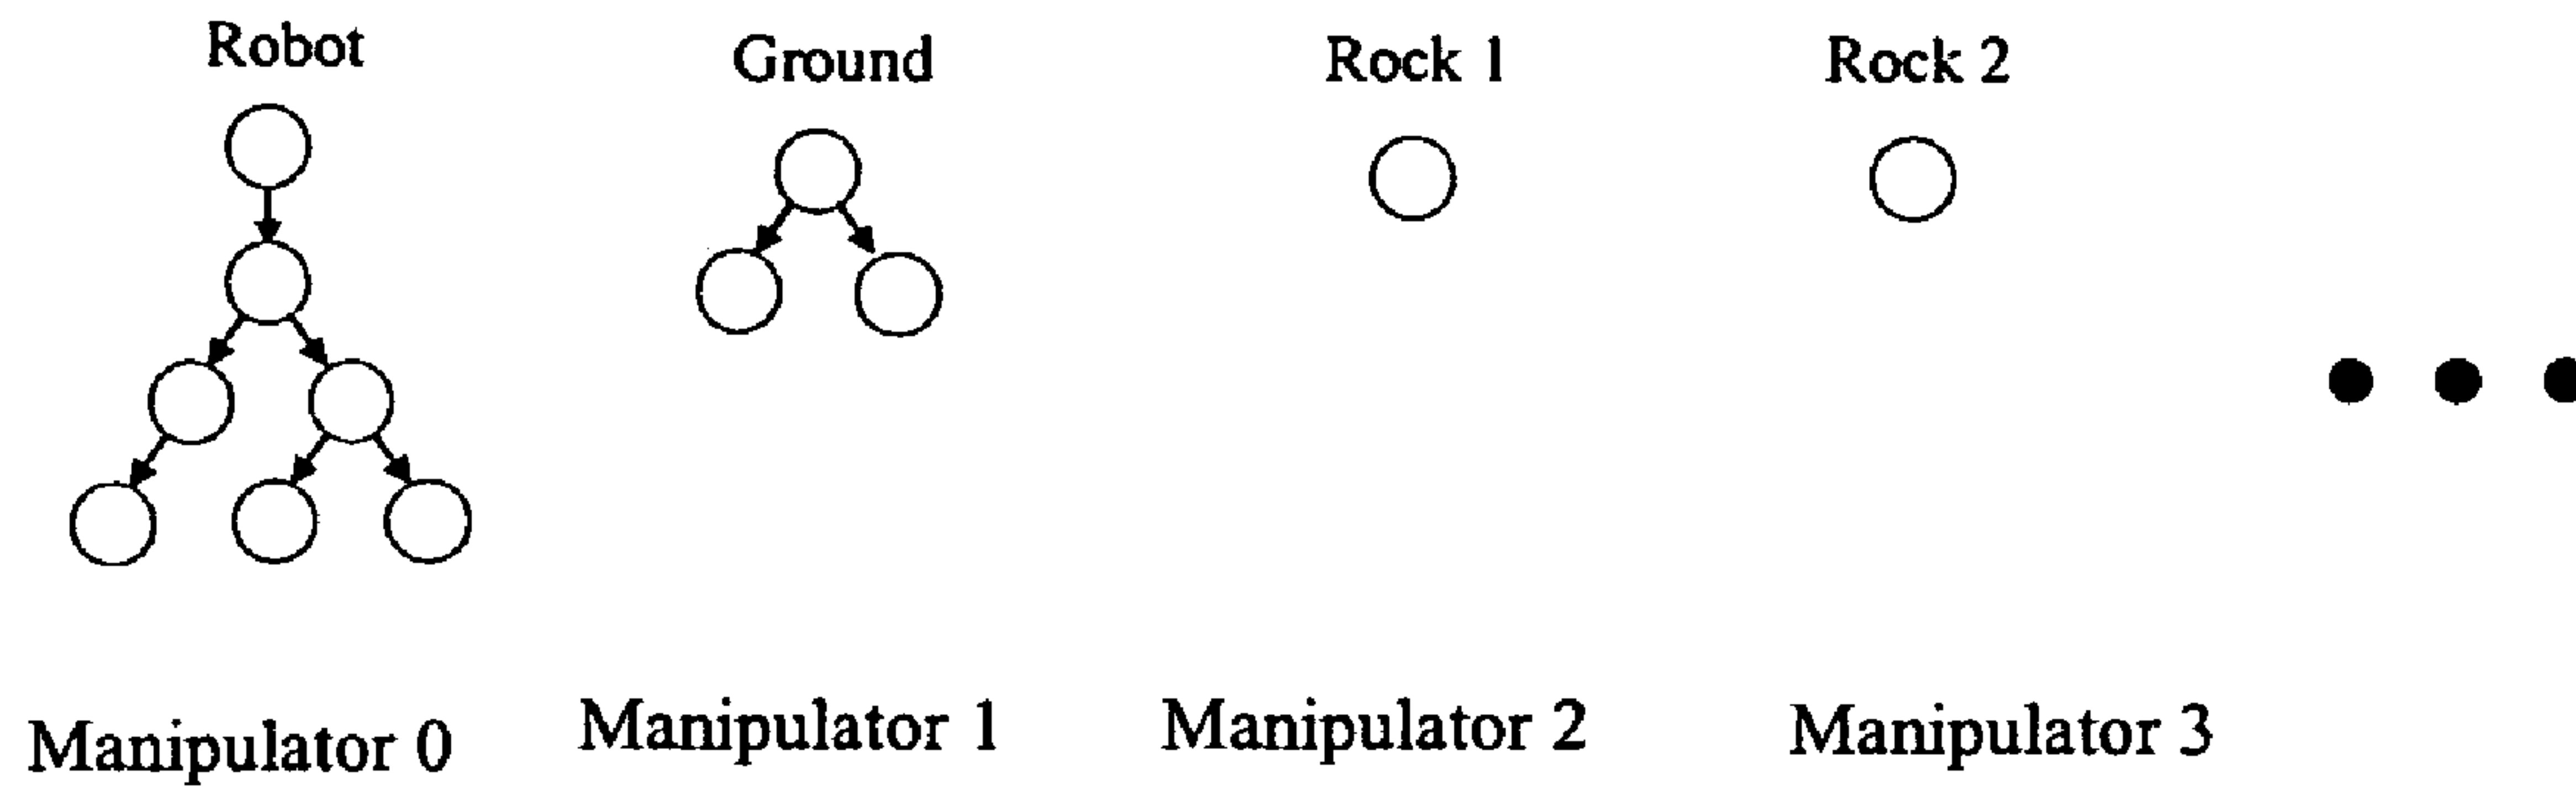 Robot
Ground
Rock 1
Rock 2
Manipulator 0
Manipulator 1
Manipulator 2
Manipulator 3